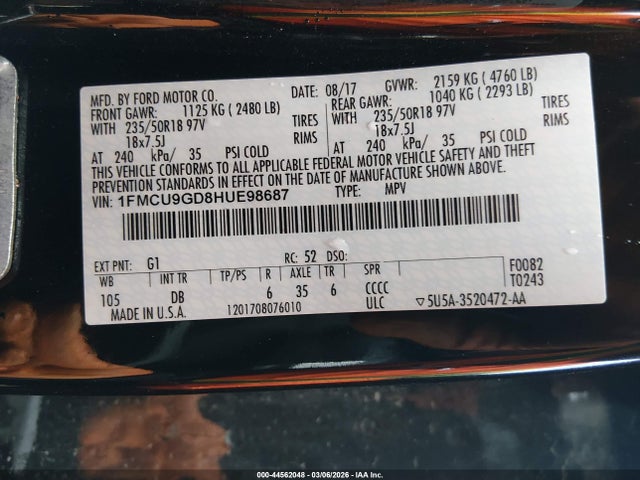 MFD. BY FORD MOTOR CO. DATE: 08/17 GVWR: 2159 KG ( 4760 LB)
FRONT GAWR: 1125 KG ( 2480 LB) REAR GAWR: 1040 KG ( 2293 LB)
WITH 235/50R18 97V TIRES WITH 235/50R18 97V TIRES
18x7.5J RIMS 18x7.5J RIMS
AT 240 kPa/ 35 PSI COLD AT 240 kPa/ 35 PSI COLD
THIS VEHICLE CONFORMS TO ALL APPLICABLE FEDERAL MOTOR VEHICLE SAFETY AND THEFT
PREVENTION STANDARDS IN EFFECT ON THE DATE OF MANUFACTURE SHOWN ABOVE.
VIN: 1FMCU9GD8HUE98687 TYPE: MPV
EXT PNT: G1 RC: 52 DSO: F0082
WB INT TR TP/PS R AXLE TR SPR T0243
105 DB 6 35 6 CCCC
MADE IN U.S.A. 1201708076010 ULC ▽5U5A-3520472-AA
000-44562048 - 03/06/2026 - IAA Inc.